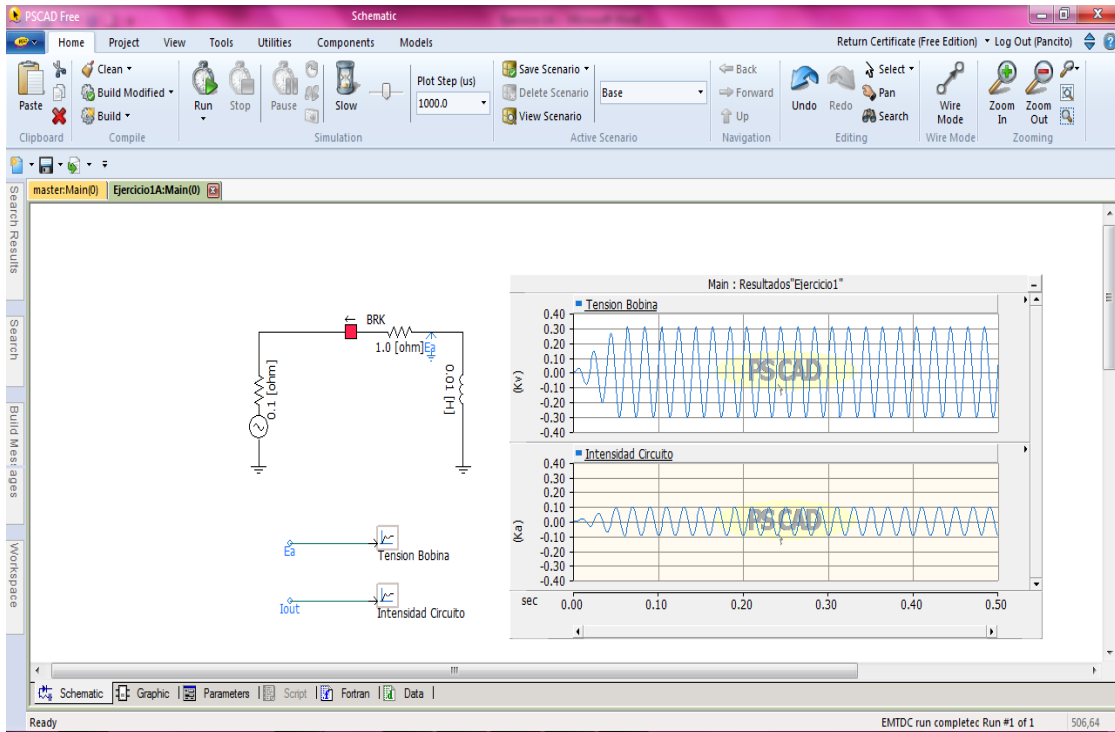 PSCAD Free Schematic
Home Project View Tools Utilities Components Models Return Certificate (Free Edition) Log Out (Pancito)
Paste Clean Build Modified Build Run Stop Pause Slow Plot Step (us) 1000.0 Save Scenario Delete Scenario View Scenario Base Back Forward Up Undo Redo Select Pan Search Wire Mode Zoom In Zoom Out
Clipboard Compile Simulation Active Scenario Navigation Editing Wire Mode Zooming
master:Main(0) Ejercicio1A:Main(0)
Search Results
Search
Build Messages
Workspace
BRK
1.0 [ohm]
Ea
0.1 [ohm]
0.01 [H]
Ea
Tension Bobina
Iout
Intensidad Circuito
Main : Resultados"Ejercicio1"
Tension Bobina
(Kv)
0.40
0.30
0.20
0.10
0.00
-0.10
-0.20
-0.30
-0.40
PSCAD
Intensidad Circuito
(Ka)
0.40
0.30
0.20
0.10
0.00
-0.10
-0.20
-0.30
-0.40
PSCAD
sec 0.00 0.10 0.20 0.30 0.40 0.50
Schematic Graphic Parameters Script Fortran Data
Ready EMTDC run completec Run #1 of 1 506,64